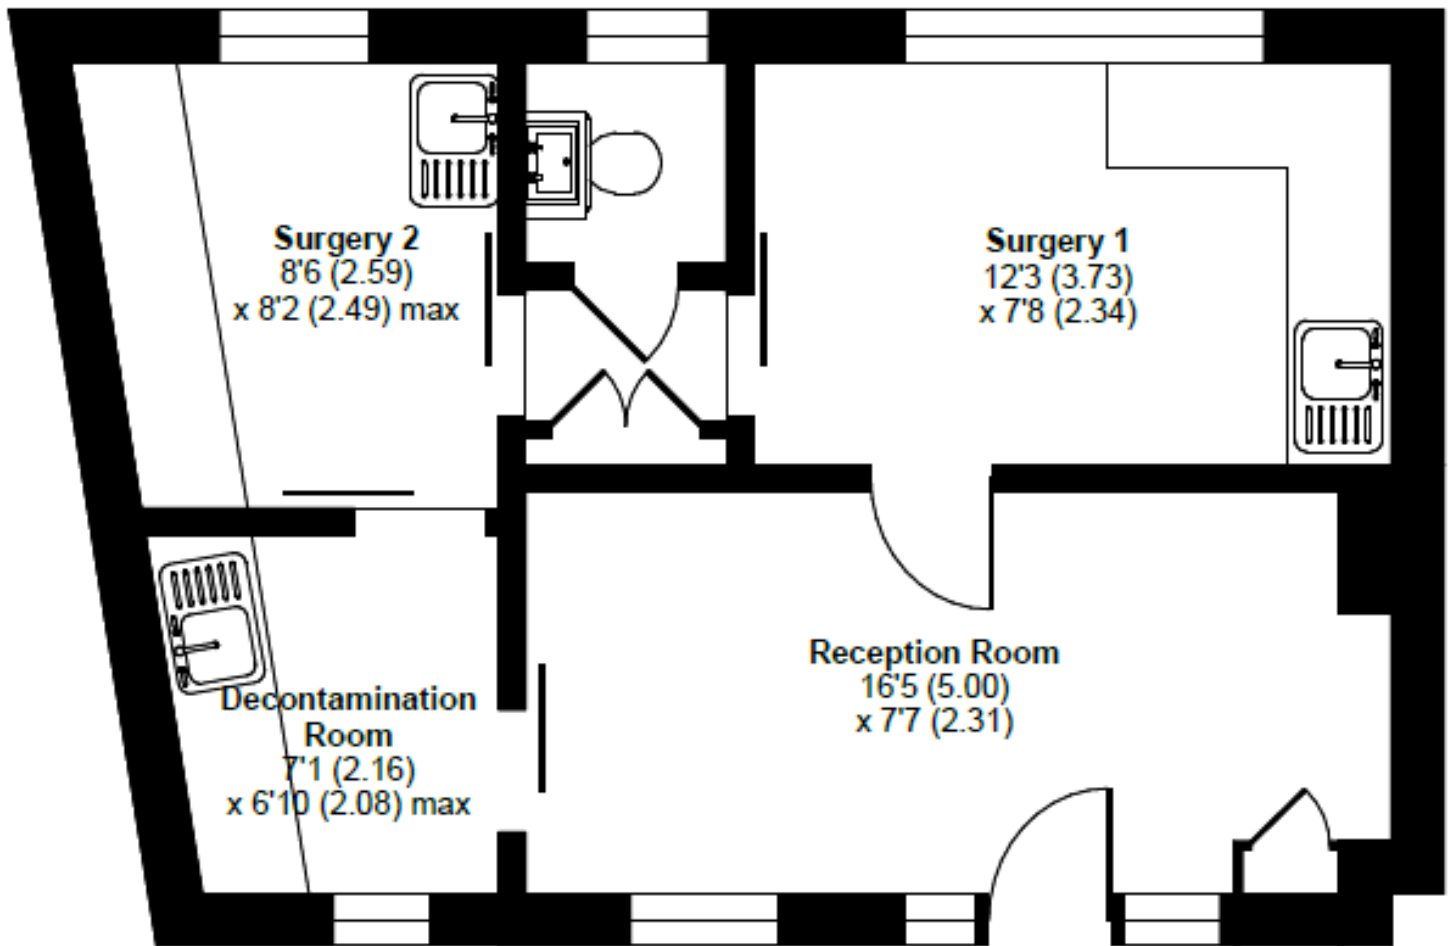 Surgery 2
8'6 (2.59)
x 8'2 (2.49) max
Surgery 1
12'3 (3.73)
x 7'8 (2.34)
Reception Room
16'5 (5.00)
x 7'7 (2.31)
Decontamination
Room
7'1 (2.16)
x 6'10 (2.08) max